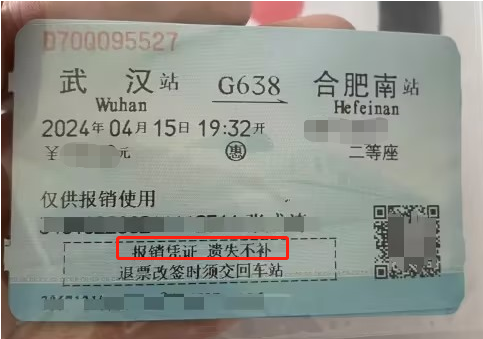 D700095527
武汉站 G638 合肥南站
Wuhan Hefeinan
2024年04月15日19:32开
￥ 元 惠 二等座
仅供报销使用
报销凭证 遗失不补
退票改签时须交回车站